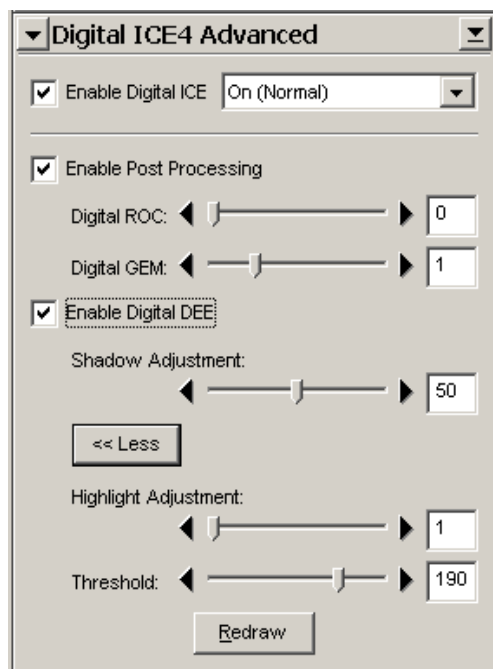 Digital ICE4 Advanced
Enable Digital ICE On (Normal)
Enable Post Processing
Digital ROC: 0
Digital GEM: 1
Enable Digital DEE
Shadow Adjustment:
50
<< Less
Highlight Adjustment:
1
Threshold: 190
Redraw